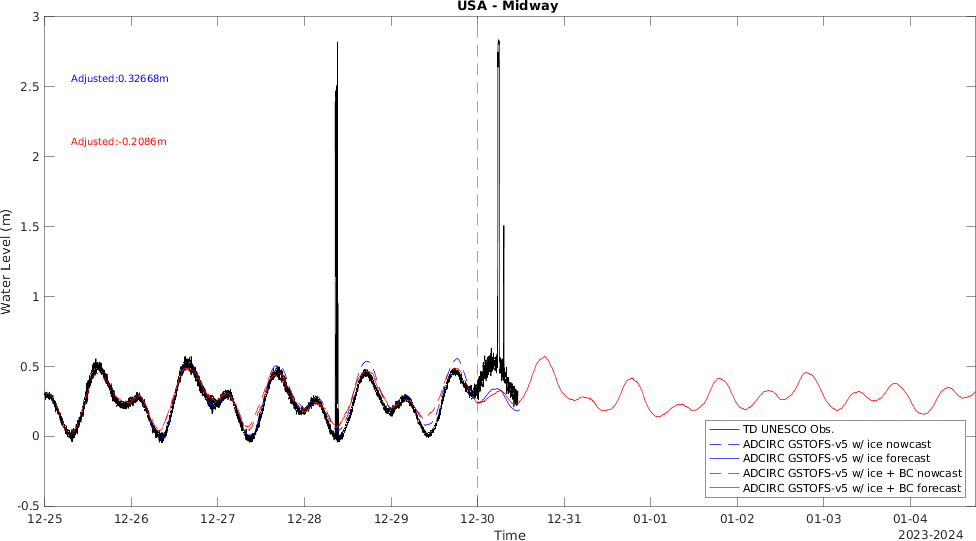 USA - Midway
3
2.5
2
1.5
1
0.5
0
-0.5
Water Level (m)
Adjusted:0.32668m
Adjusted:-0.2086m
TD UNESCO Obs.
ADCIRC GSTOFS-v5 w/ ice nowcast
ADCIRC GSTOFS-v5 w/ ice forecast
ADCIRC GSTOFS-v5 w/ ice + BC nowcast
ADCIRC GSTOFS-v5 w/ ice + BC forecast
12-25 12-26 12-27 12-28 12-29 12-30 12-31 01-01 01-02 01-03 01-04
Time
2023-2024